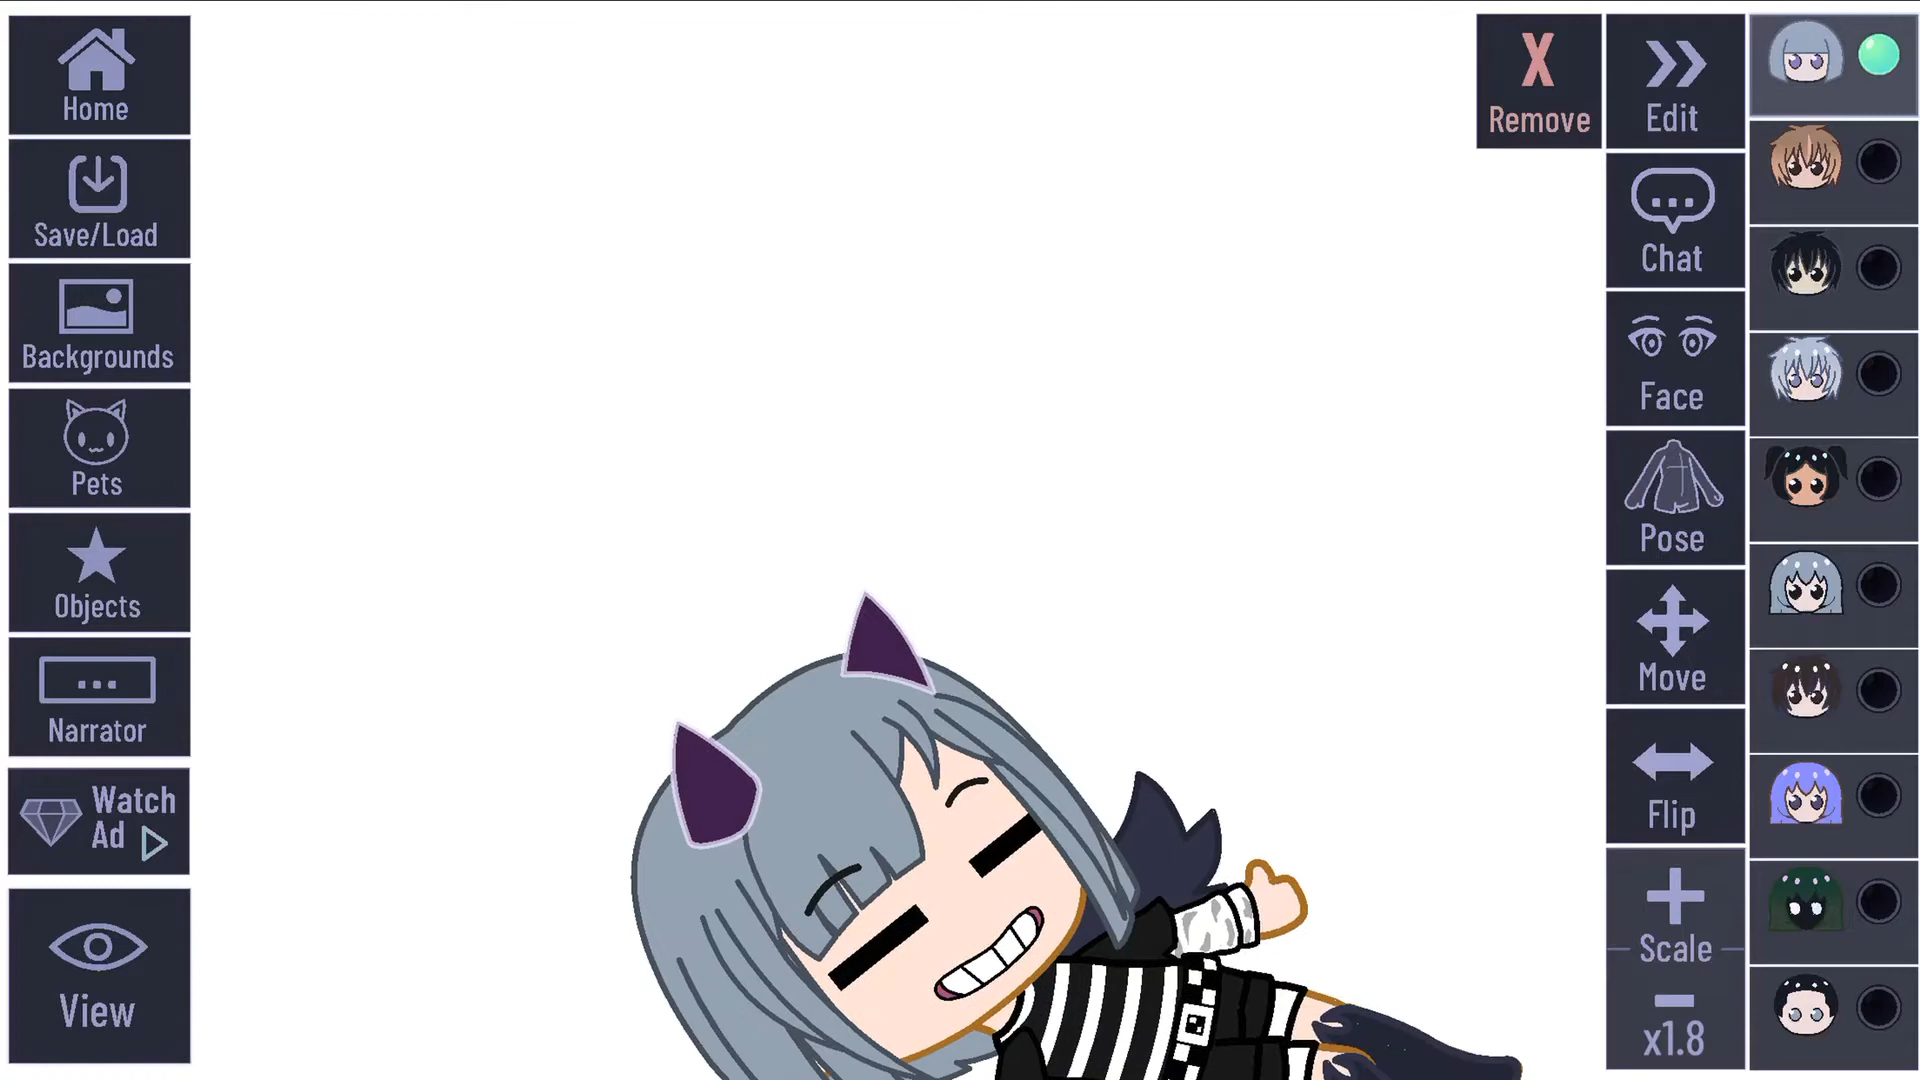 Home
Save/Load
Backgrounds
Pets
Objects
Narrator
Watch
Ad
View
X
Remove
Edit
Chat
Face
Pose
Move
Flip
Scale
x1.8